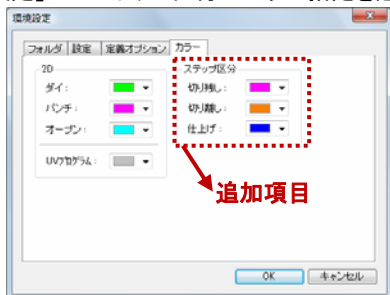 環境設定
フォルダ 設定 定義オプション カラー
2D
ダイ:
パンチ:
オープン:
UVプログラム:
ステップ区分
切り残し:
切り離し:
仕上げ:
追加項目
OK キャンセル